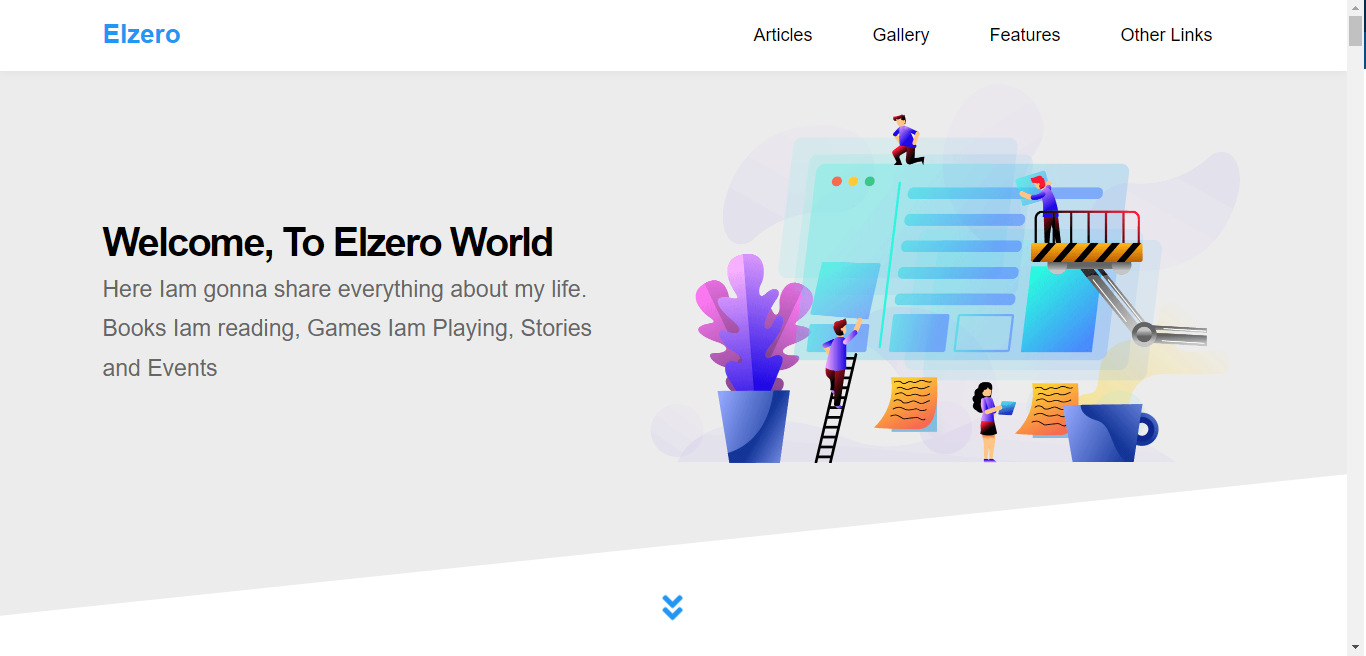 Elzero
Articles
Gallery
Features
Other Links
Welcome, To Elzero World
Here Iam gonna share everything about my life.
Books Iam reading, Games Iam Playing, Stories
and Events